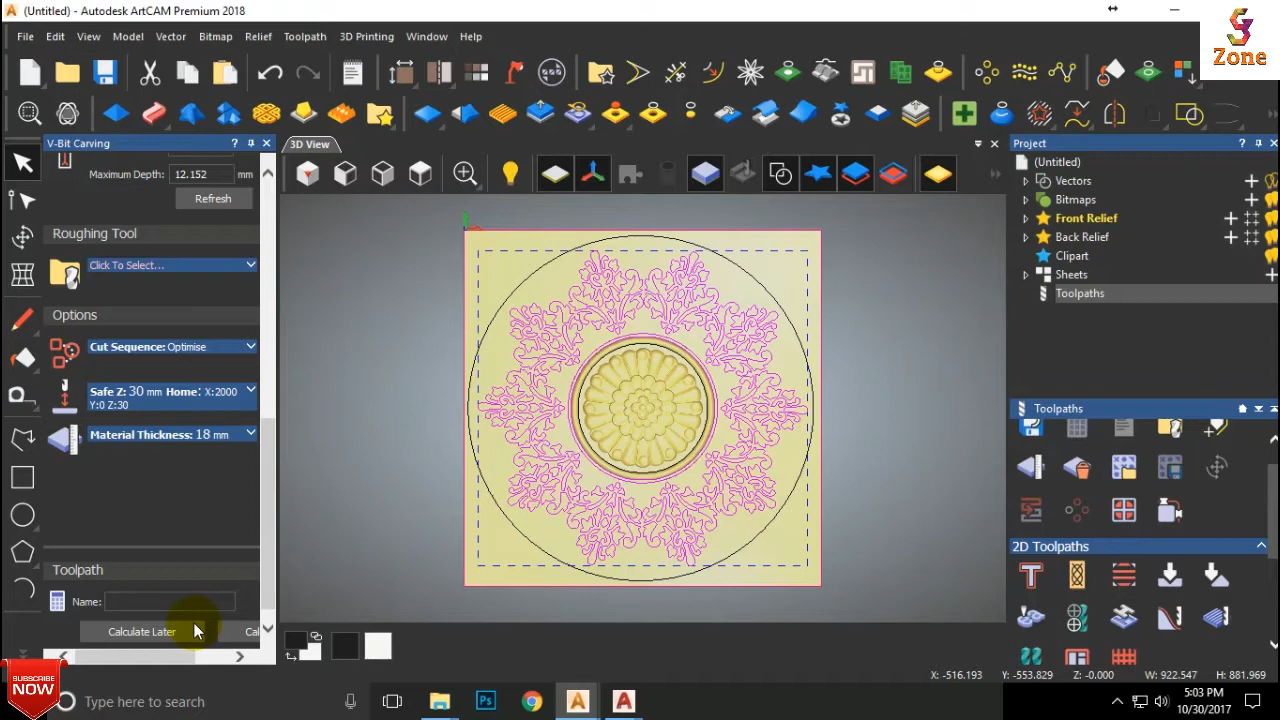 (Untitled) - Autodesk ArtCAM Premium 2018
File Edit View Model Vector Bitmap Relief Toolpath 3D Printing Window Help
Zone
V-Bit Carving
3D View
Project
Maximum Depth: 12.152 mm
Refresh
Roughing Tool
Click To Select...
Options
Cut Sequence: Optimise
Safe Z: 30 mm Home: X:2000
Y:0 Z:30
Material Thickness: 18 mm
Toolpath
Name:
Calculate Later
Cal
(Untitled)
Vectors
Bitmaps
Front Relief
Back Relief
Clipart
Sheets
Toolpaths
Toolpaths
2D Toolpaths
X: -516.193 Y: -553.829 Z: -0.000 W: 922.547 H: 881.969
SUBSCRIBE
NOW
Type here to search
5:03 PM
10/30/2017